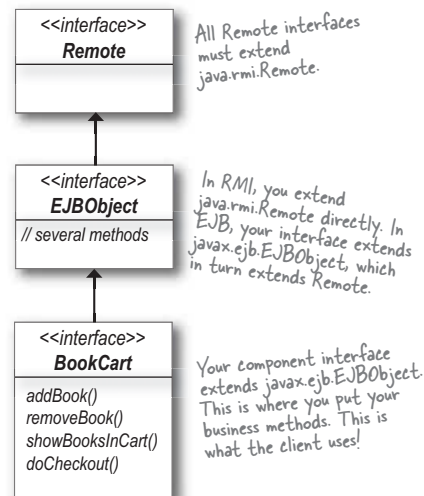 <<interface>>
Remote
All Remote interfaces
must extend
java.rmi.Remote.
<<interface>>
EJBObject
// several methods
In RMI, you extend
java.rmi.Remote directly. In
EJB, your interface extends
javax.ejb.EJBObject, which
in turn extends Remote.
<<interface>>
BookCart
addBook()
removeBook()
showBooksInCart()
doCheckout()
Your component interface
extends javax.ejb.EJBObject.
This is where you put your
business methods. This is
what the client uses!